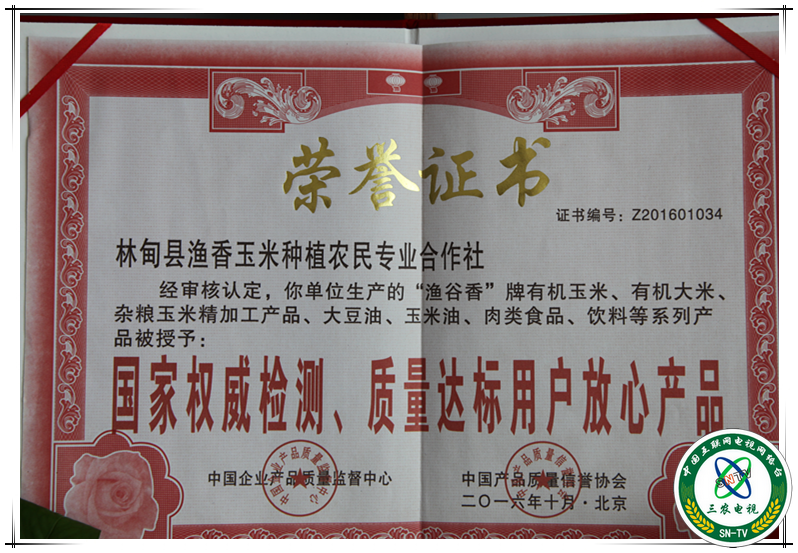 荣誉证书
证书编号：Z201601034
林甸县渔香玉米种植农民专业合作社
经审核认定，你单位生产的“渔谷香”牌有机玉米、有机大米、
杂粮玉米精加工产品、大豆油、玉米油、肉类食品、饮料等系列产
品被授予：
国家权威检测、质量达标用户放心产品
中国企业产品质量监督中心
中国产品质量信誉协会
二〇一六年十月·北京
中国互联网电视网络台
SNTV
三农电视
SN-TV